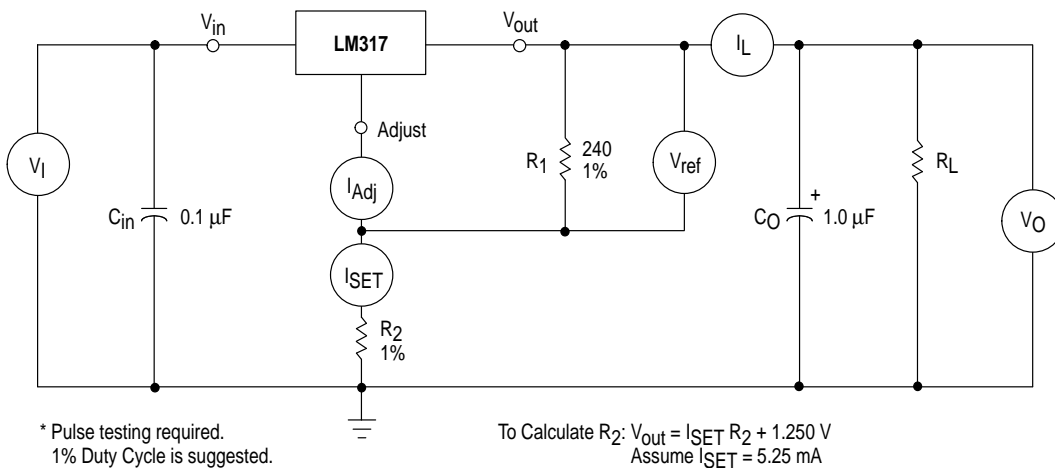 Vin
LM317
Vout
IL
Adjust
VI
R1
240
1%
Vref
RL
IAdj
Cin
0.1 µF
CO
+
1.0 µF
VO
ISET
R2
1%
* Pulse testing required.
1% Duty Cycle is suggested.
To Calculate R2: Vout = ISET R2 + 1.250 V
Assume ISET = 5.25 mA